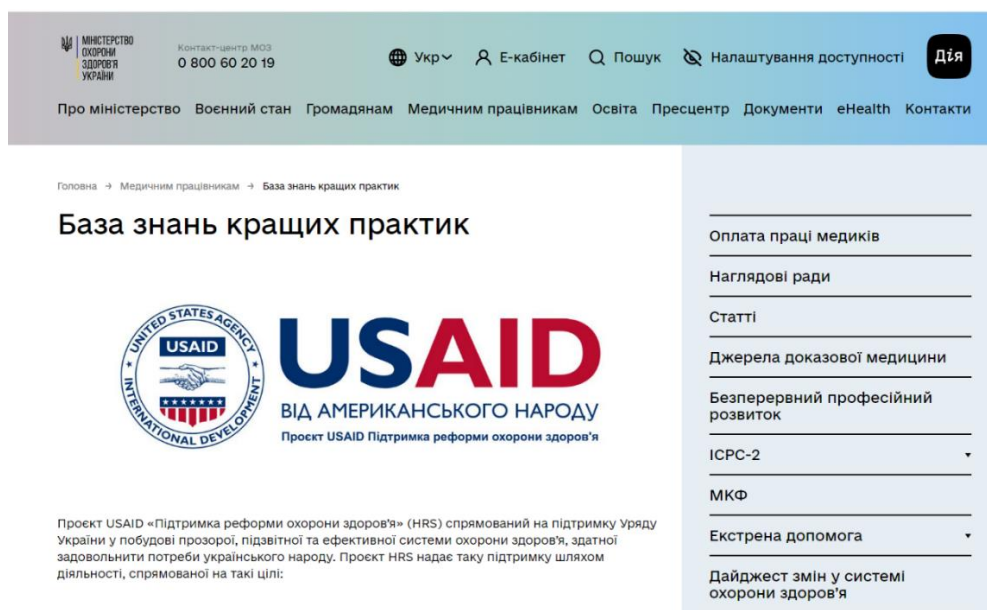 МІНІСТЕРСТВО
ОХОРОНИ
ЗДОРОВ'Я
УКРАЇНИ
Контакт-центр МОЗ
0 800 60 20 19
Укр
Е-кабінет
Пошук
Налаштування доступності
Дія
Про міністерство Воєнний стан Громадянам Медичним працівникам Освіта Пресцентр Документи eHealth Контакти
Головна → Медичним працівникам → База знань кращих практик
База знань кращих практик
UNITED STATES AGENCY
USAID
INTERNATIONAL DEVELOPMENT
USAID
ВІД АМЕРИКАНСЬКОГО НАРОДУ
Проєкт USAID Підтримка реформи охорони здоров'я
Проєкт USAID «Підтримка реформи охорони здоров'я» (HRS) спрямований на підтримку Уряду
України у побудові прозорої, підзвітної та ефективної системи охорони здоров'я, здатної
задовольнити потреби українського народу. Проєкт HRS надає таку підтримку шляхом
діяльності, спрямованої на такі цілі:
Оплата праці медиків
Наглядові ради
Статті
Джерела доказової медицини
Безперервний професійний
розвиток
ICPC-2
МКФ
Екстрена допомога
Дайджест змін у системі
охорони здоров'я